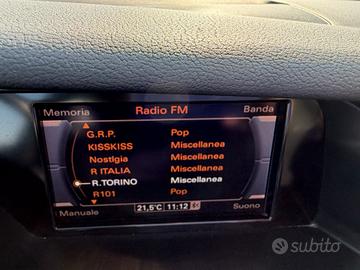 Memoria Radio FM Banda
G.R.P. Pop
KISSKISS Miscellanea
Nostlgia Miscellanea
R ITALIA Miscellanea
R.TORINO Miscellanea
R101 Pop
Manuale 21,5°C 11:12 Suono
subito